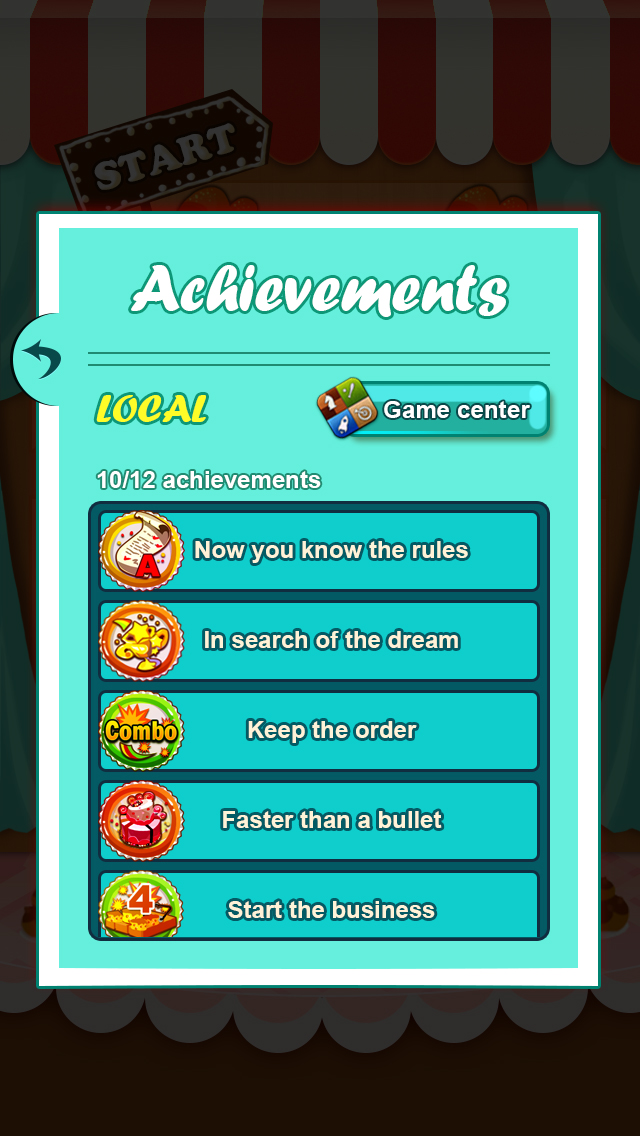 START
Achievements
LOCAL
Game center
10/12 achievements
A
Now you know the rules
In search of the dream
Combo
Keep the order
Faster than a bullet
4
Start the business